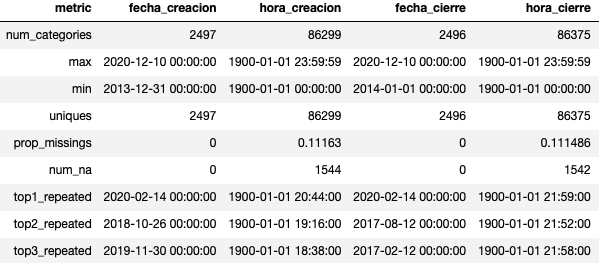 metric fecha_creacion hora_creacion fecha_cierre hora_cierre
num_categories 2497 86299 2496 86375
max 2020-12-10 00:00:00 1900-01-01 23:59:59 2020-12-10 00:00:00 1900-01-01 23:59:59
min 2013-12-31 00:00:00 1900-01-01 00:00:00 2014-01-01 00:00:00 1900-01-01 00:00:00
uniques 2497 86299 2496 86375
prop_missings 0 0.11163 0 0.111486
num_na 0 1544 0 1542
top1_repeated 2020-02-14 00:00:00 1900-01-01 20:44:00 2020-02-14 00:00:00 1900-01-01 21:59:00
top2_repeated 2018-10-26 00:00:00 1900-01-01 19:16:00 2017-08-12 00:00:00 1900-01-01 21:52:00
top3_repeated 2019-11-30 00:00:00 1900-01-01 18:38:00 2017-02-12 00:00:00 1900-01-01 21:58:00